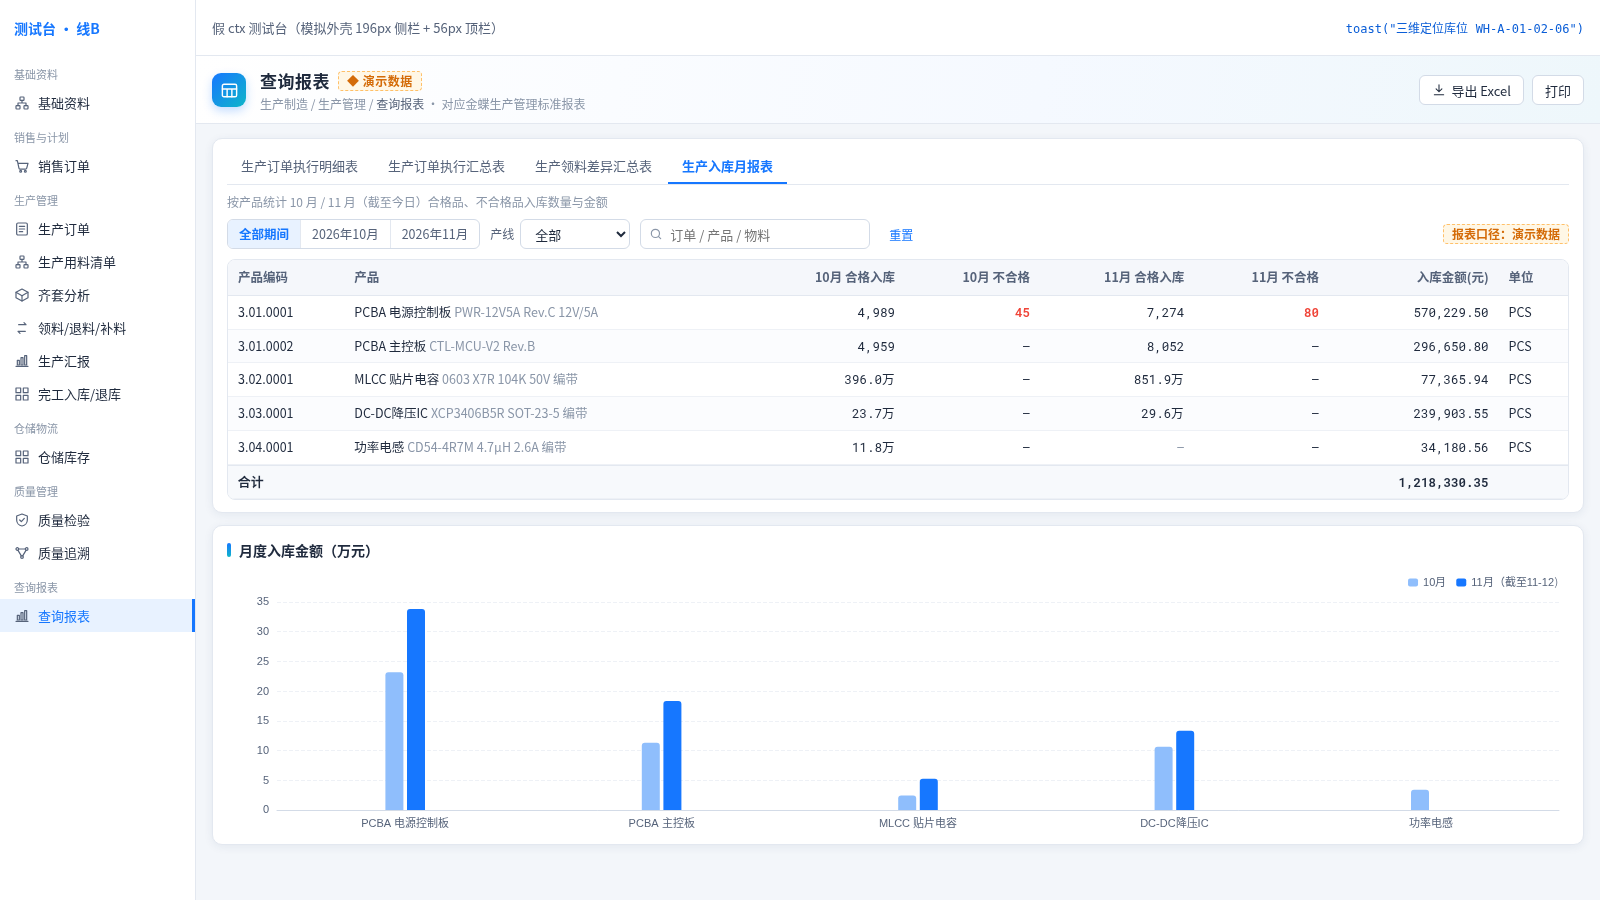 测试台 · 线B
基础资料
基础资料
销售与计划
销售订单
生产管理
生产订单
生产用料清单
齐套分析
领料/退料/补料
生产汇报
完工入库/退库
仓储物流
仓储库存
质量管理
质量检验
质量追溯
查询报表
查询报表
假 ctx 测试台（模拟外壳 196px 侧栏 + 56px 顶栏） toast("三维定位库位 WH-A-01-02-06")
查询报表 ◆ 演示数据
生产制造 / 生产管理 / 查询报表 · 对应金蝶生产管理标准报表
导出 Excel 打印
生产订单执行明细表 生产订单执行汇总表 生产领料差异汇总表 生产入库月报表
按产品统计 10 月 / 11 月（截至今日）合格品、不合格品入库数量与金额
全部期间 2026年10月 2026年11月 产线 全部 订单 / 产品 / 物料 重置 报表口径：演示数据
产品编码 产品 10月 合格入库 10月 不合格 11月 合格入库 11月 不合格 入库金额(元) 单位
3.01.0001 PCBA 电源控制板 PWR-12V5A Rev.C 12V/5A 4,989 45 7,274 80 570,229.50 PCS
3.01.0002 PCBA 主控板 CTL-MCU-V2 Rev.B 4,959 — 8,052 — 296,650.80 PCS
3.02.0001 MLCC 贴片电容 0603 X7R 104K 50V 编带 396.0万 — 851.9万 — 77,365.94 PCS
3.03.0001 DC-DC降压IC XCP3406B5R SOT-23-5 编带 23.7万 — 29.6万 — 239,903.55 PCS
3.04.0001 功率电感 CD54-4R7M 4.7μH 2.6A 编带 11.8万 — — — 34,180.56 PCS
合计 1,218,330.35
月度入库金额（万元）
10月 11月（截至11-12）
35
30
25
20
15
10
5
0
PCBA 电源控制板 PCBA 主控板 MLCC 贴片电容 DC-DC降压IC 功率电感